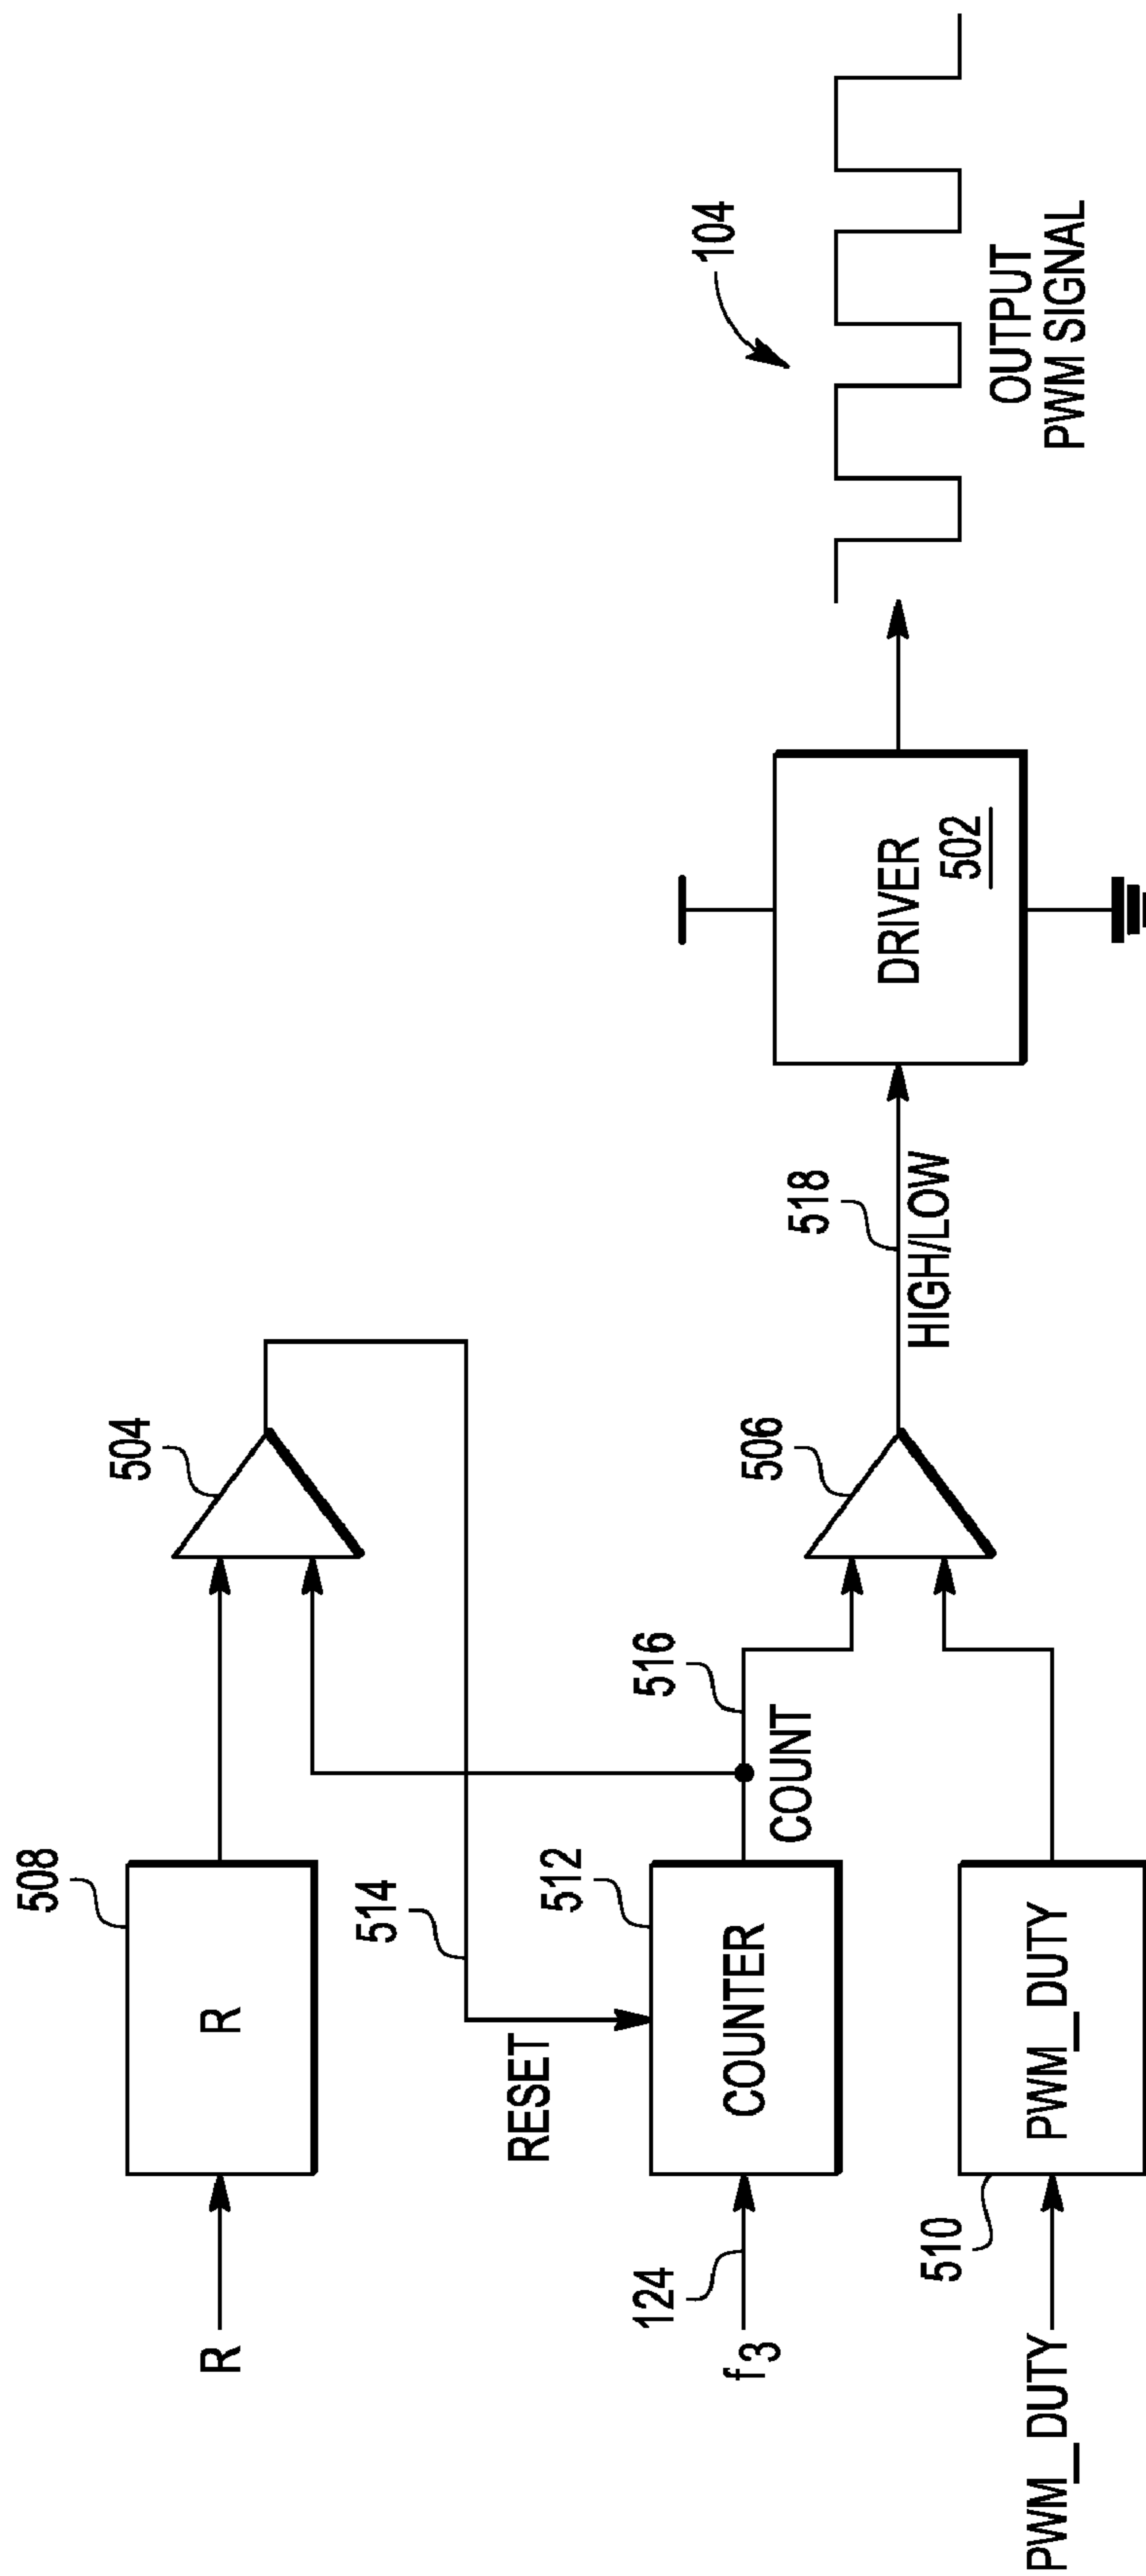 508
R
R
504
514
RESET
512
COUNTER
124
f3
516
COUNT
510
PWM_DUTY
PWM_DUTY
506
518
HIGH/LOW
DRIVER
502
104
OUTPUT
PWM SIGNAL